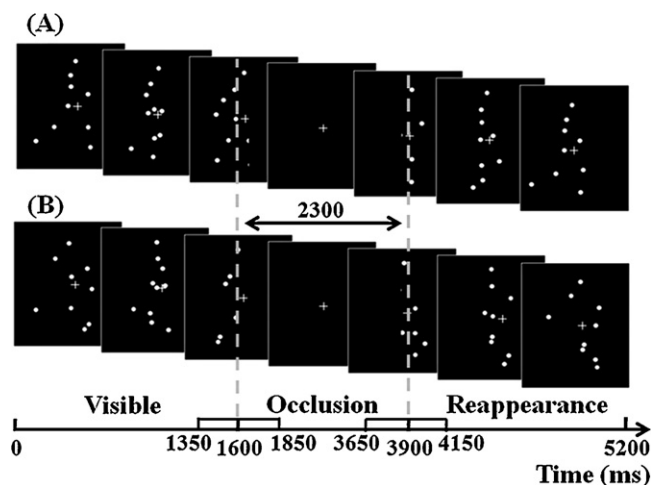 (A)
2300
(B)
Visible Occlusion Reappearance
0 1350 1600 1850 3650 3900 4150 5200
Time (ms)